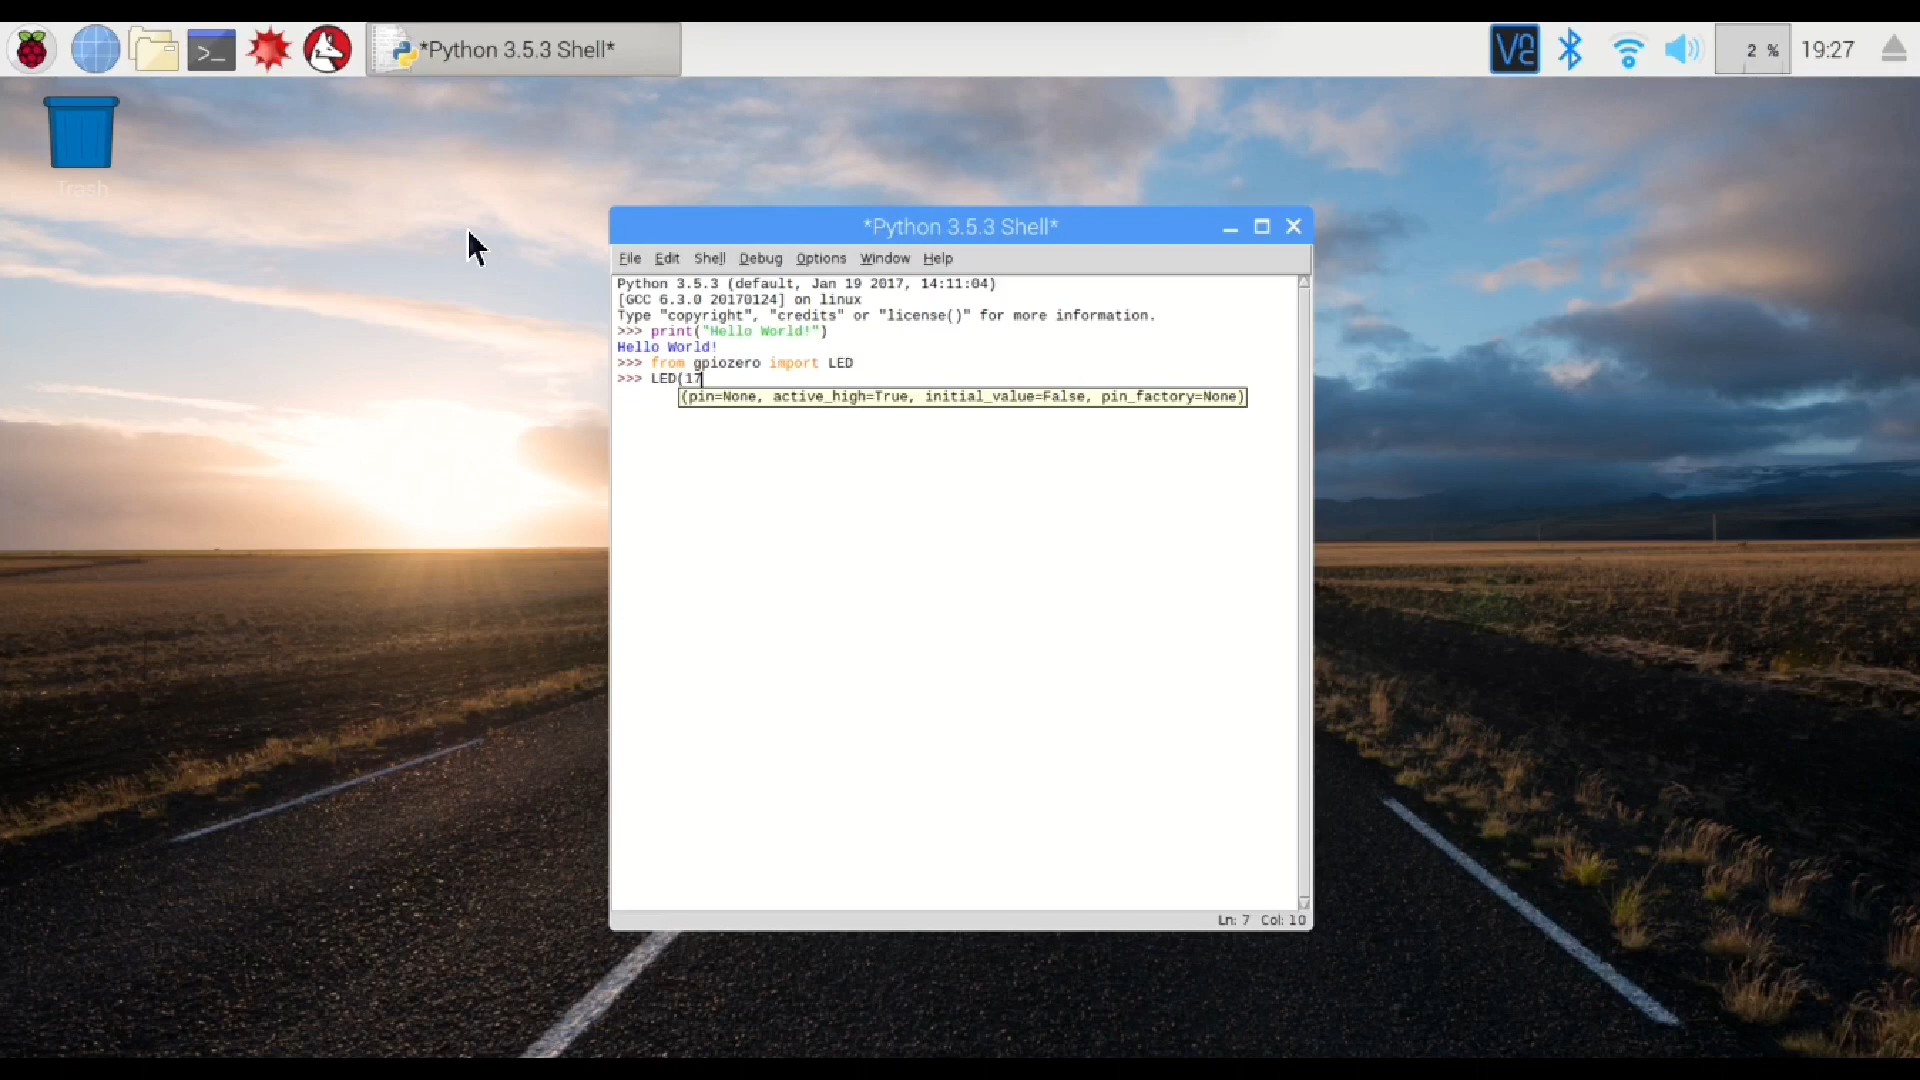 *Python 3.5.3 Shell*
2 %
19:27
Trash
*Python 3.5.3 Shell*
File Edit Shell Debug Options Window Help
Python 3.5.3 (default, Jan 19 2017, 14:11:04)
[GCC 6.3.0 20170124] on linux
Type "copyright", "credits" or "license()" for more information.
>>> print("Hello World!")
Hello World!
>>> from gpiozero import LED
>>> LED(17
(pin=None, active_high=True, initial_value=False, pin_factory=None)
Ln: 7 Col: 10